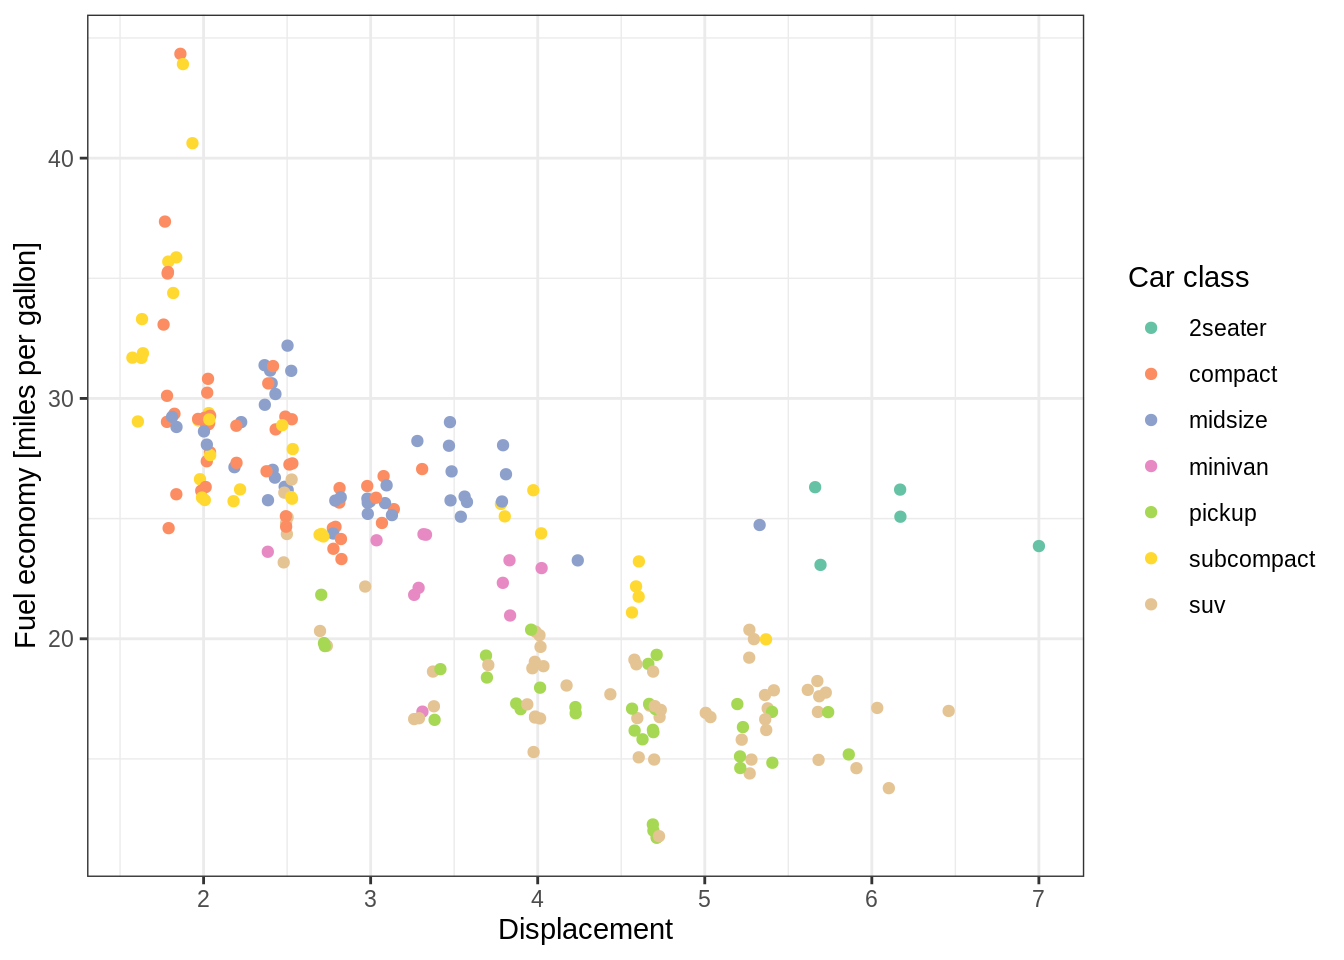 Fuel economy [miles per gallon]
40
30
20
2 3 4 5 6 7
Displacement
Car class
2seater
compact
midsize
minivan
pickup
subcompact
suv